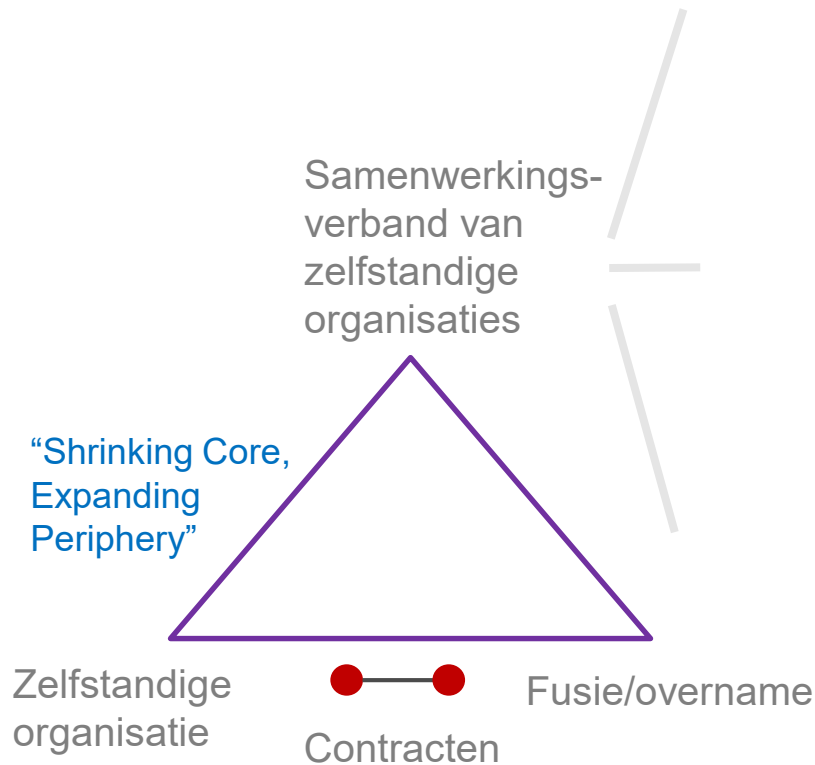 Samenwerkings-
verband van
zelfstandige
organisaties
“Shrinking Core,
Expanding
Periphery”
Zelfstandige
organisatie
Contracten
Fusie/overname